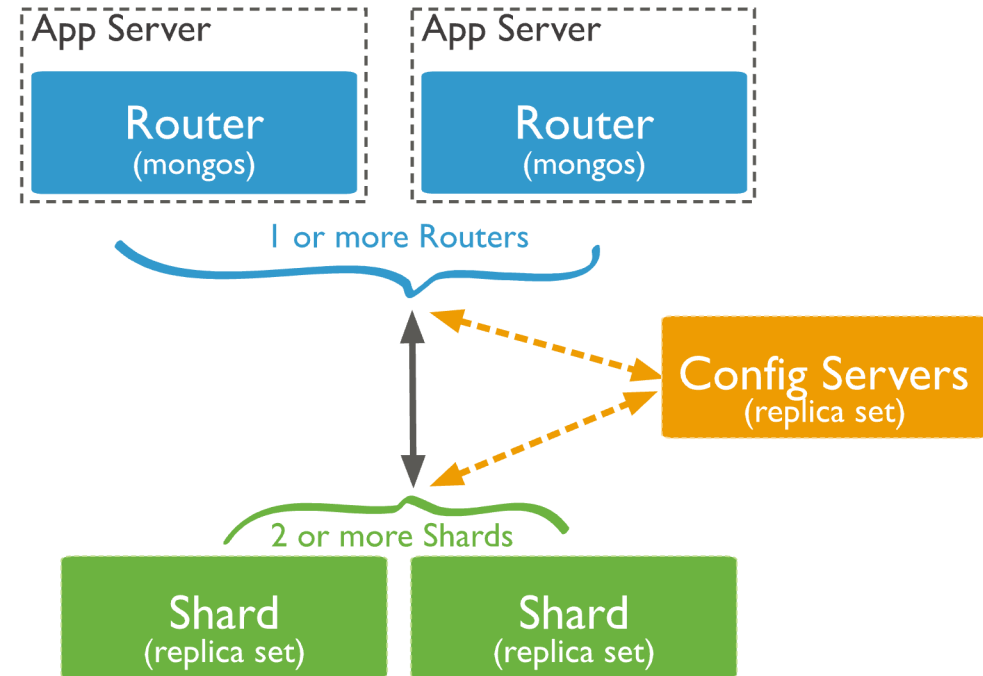 App Server
App Server
Router
(mongos)
Router
(mongos)
1 or more Routers
Config Servers
(replica set)
2 or more Shards
Shard
(replica set)
Shard
(replica set)